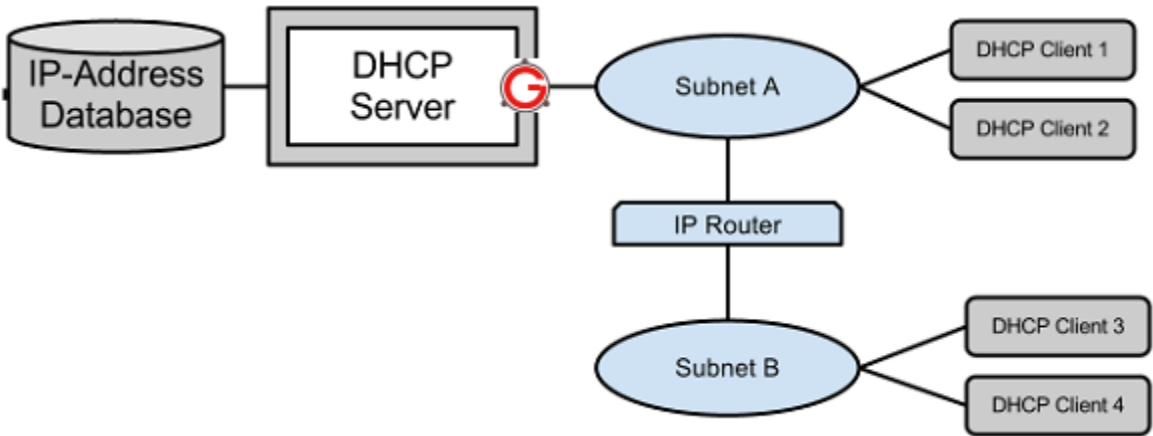 IP-Address
Database
DHCP
Server
G
Subnet A
DHCP Client 1
DHCP Client 2
IP Router
Subnet B
DHCP Client 3
DHCP Client 4